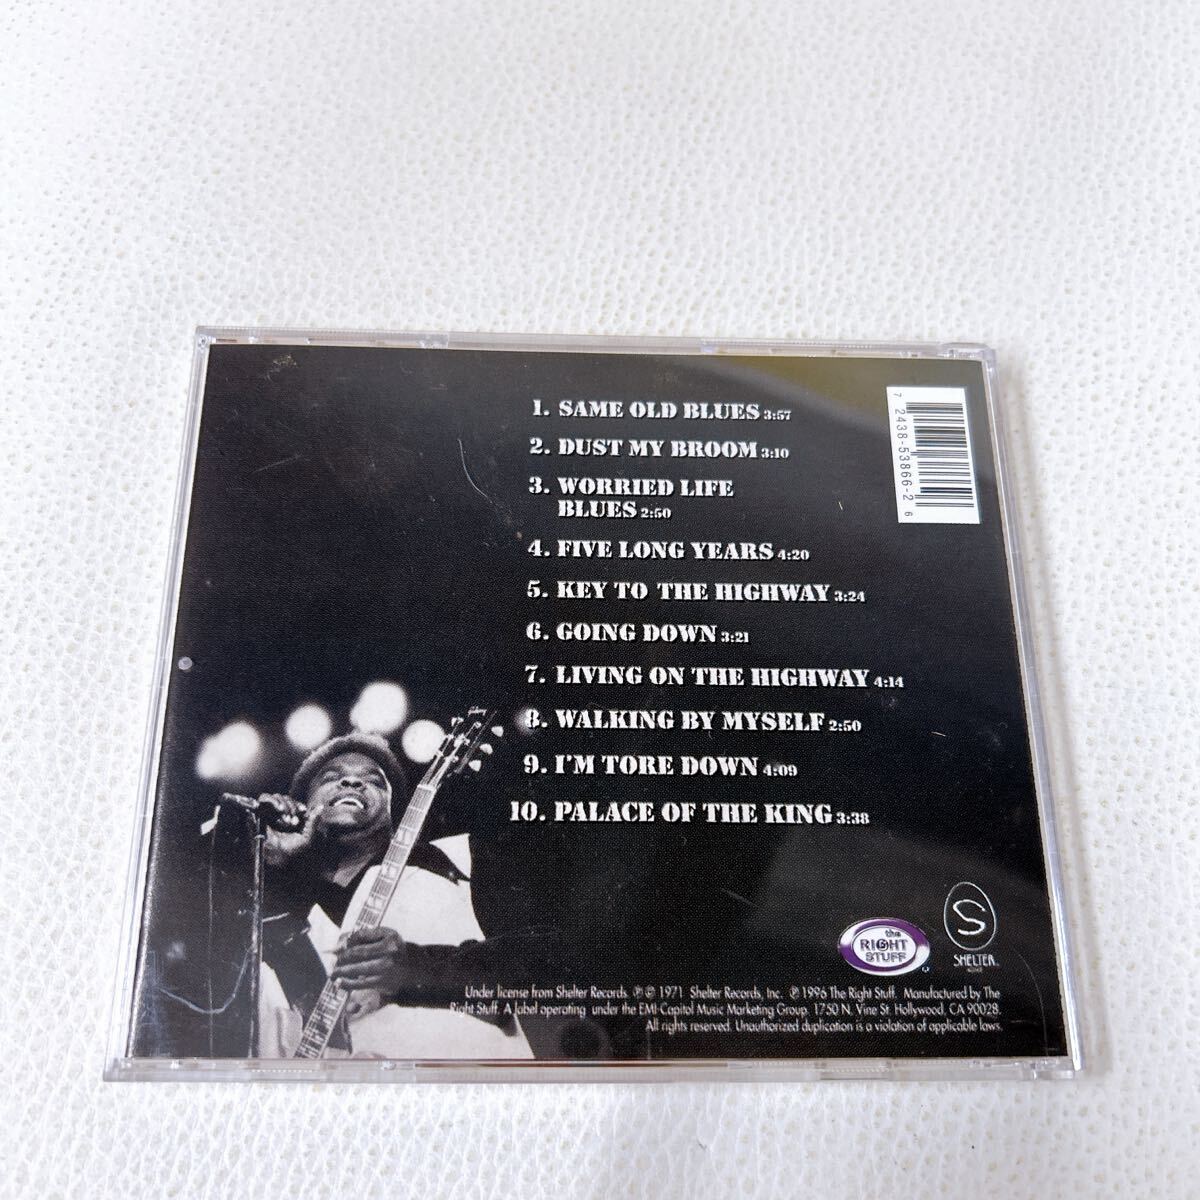 1. SAME OLD BLUES 3:57
2. DUST MY BROOM 3:10
3. WORRIED LIFE
BLUES 2:50
4. FIVE LONG YEARS 4:20
5. KEY TO THE HIGHWAY 3:24
6. GOING DOWN 3:21
7. LIVING ON THE HIGHWAY 4:14
8. WALKING BY MYSELF 2:50
9. I'M TORE DOWN 4:09
10. PALACE OF THE KING 3:38
7 2438-53866-2 6
Gibson
the
RIGHT
STUFF
S
SHELTER
Under license from Shelter Records. ℗© 1971 Shelter Records, Inc. ℗ 1996 The Right Stuff. Manufactured by The
Right Stuff. A label operating under the EMI-Capitol Music Marketing Group. 1750 N. Vine St. Hollywood, CA 90028.
All rights reserved. Unauthorized duplication is a violation of applicable laws.